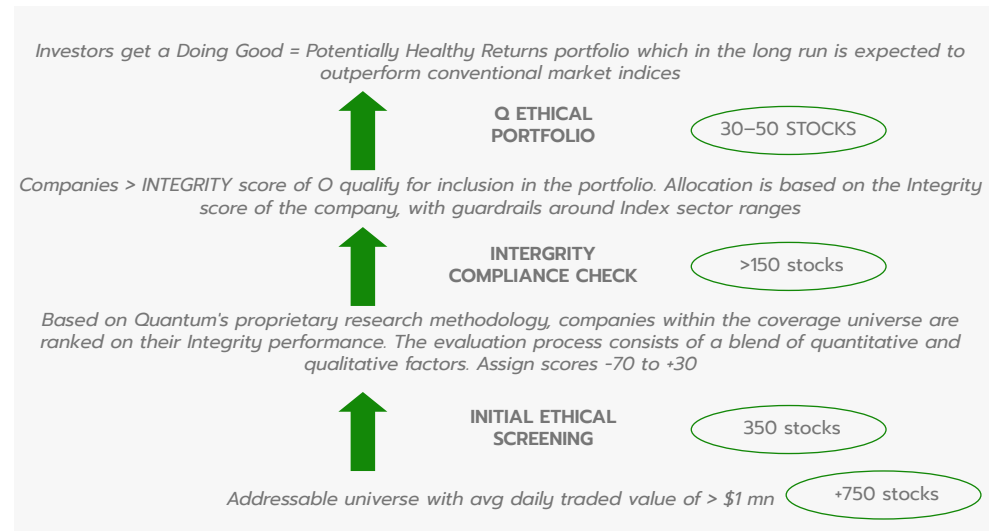 Investors get a Doing Good = Potentially Healthy Returns portfolio which in the long run is expected to
outperform conventional market indices
Q ETHICAL
PORTFOLIO
30–50 STOCKS
Companies > INTEGRITY score of O qualify for inclusion in the portfolio. Allocation is based on the Integrity
score of the company, with guardrails around Index sector ranges
INTERGRITY
COMPLIANCE CHECK
>150 stocks
Based on Quantum's proprietary research methodology, companies within the coverage universe are
ranked on their Integrity performance. The evaluation process consists of a blend of quantitative and
qualitative factors. Assign scores -70 to +30
INITIAL ETHICAL
SCREENING
350 stocks
Addressable universe with avg daily traded value of > $1 mn
+750 stocks